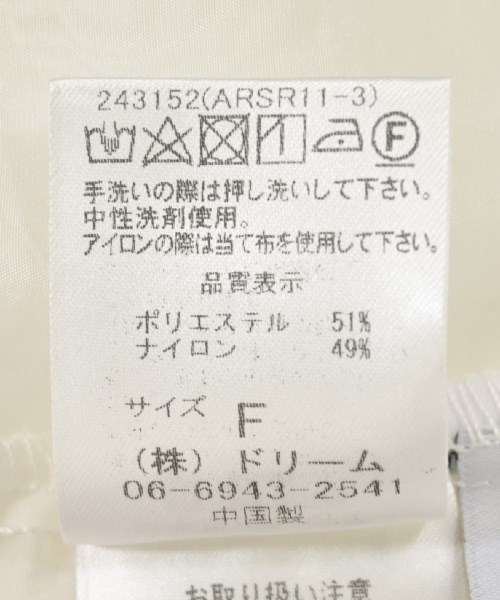 243152(ARSR11-3)
F
手洗いの際は押し洗いして下さい。
中性洗剤使用。
アイロンの際は当て布を使用して下さい。
品質表示
ポリエステル 51%
ナイロン 49%
サイズ F
(株) ドリーム
06-6943-2541
中国製
お取り扱い注意